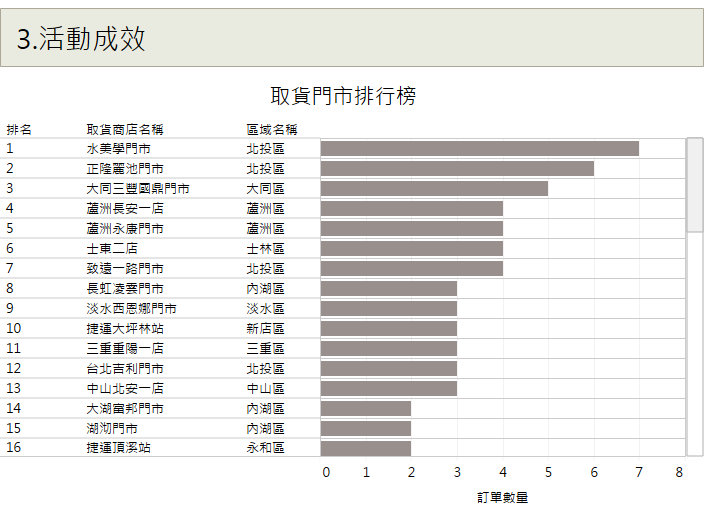 3.活動成效
取貨門市排行榜
排名 取貨商店名稱 區域名稱
1 水美學門市 北投區
2 正隆麗池門市 北投區
3 大同三豐國鼎門市 大同區
4 蘆洲長安一店 蘆洲區
5 蘆洲永康門市 蘆洲區
6 士東二店 士林區
7 致遠一路門市 北投區
8 長虹凌雲門市 內湖區
9 淡水西恩娜門市 淡水區
10 捷運大坪林站 新店區
11 三重重陽一店 三重區
12 台北吉利門市 北投區
13 中山北安一店 中山區
14 大湖富邦門市 內湖區
15 湖沏門市 內湖區
16 捷運頂溪站 永和區
0 1 2 3 4 5 6 7 8
訂單數量